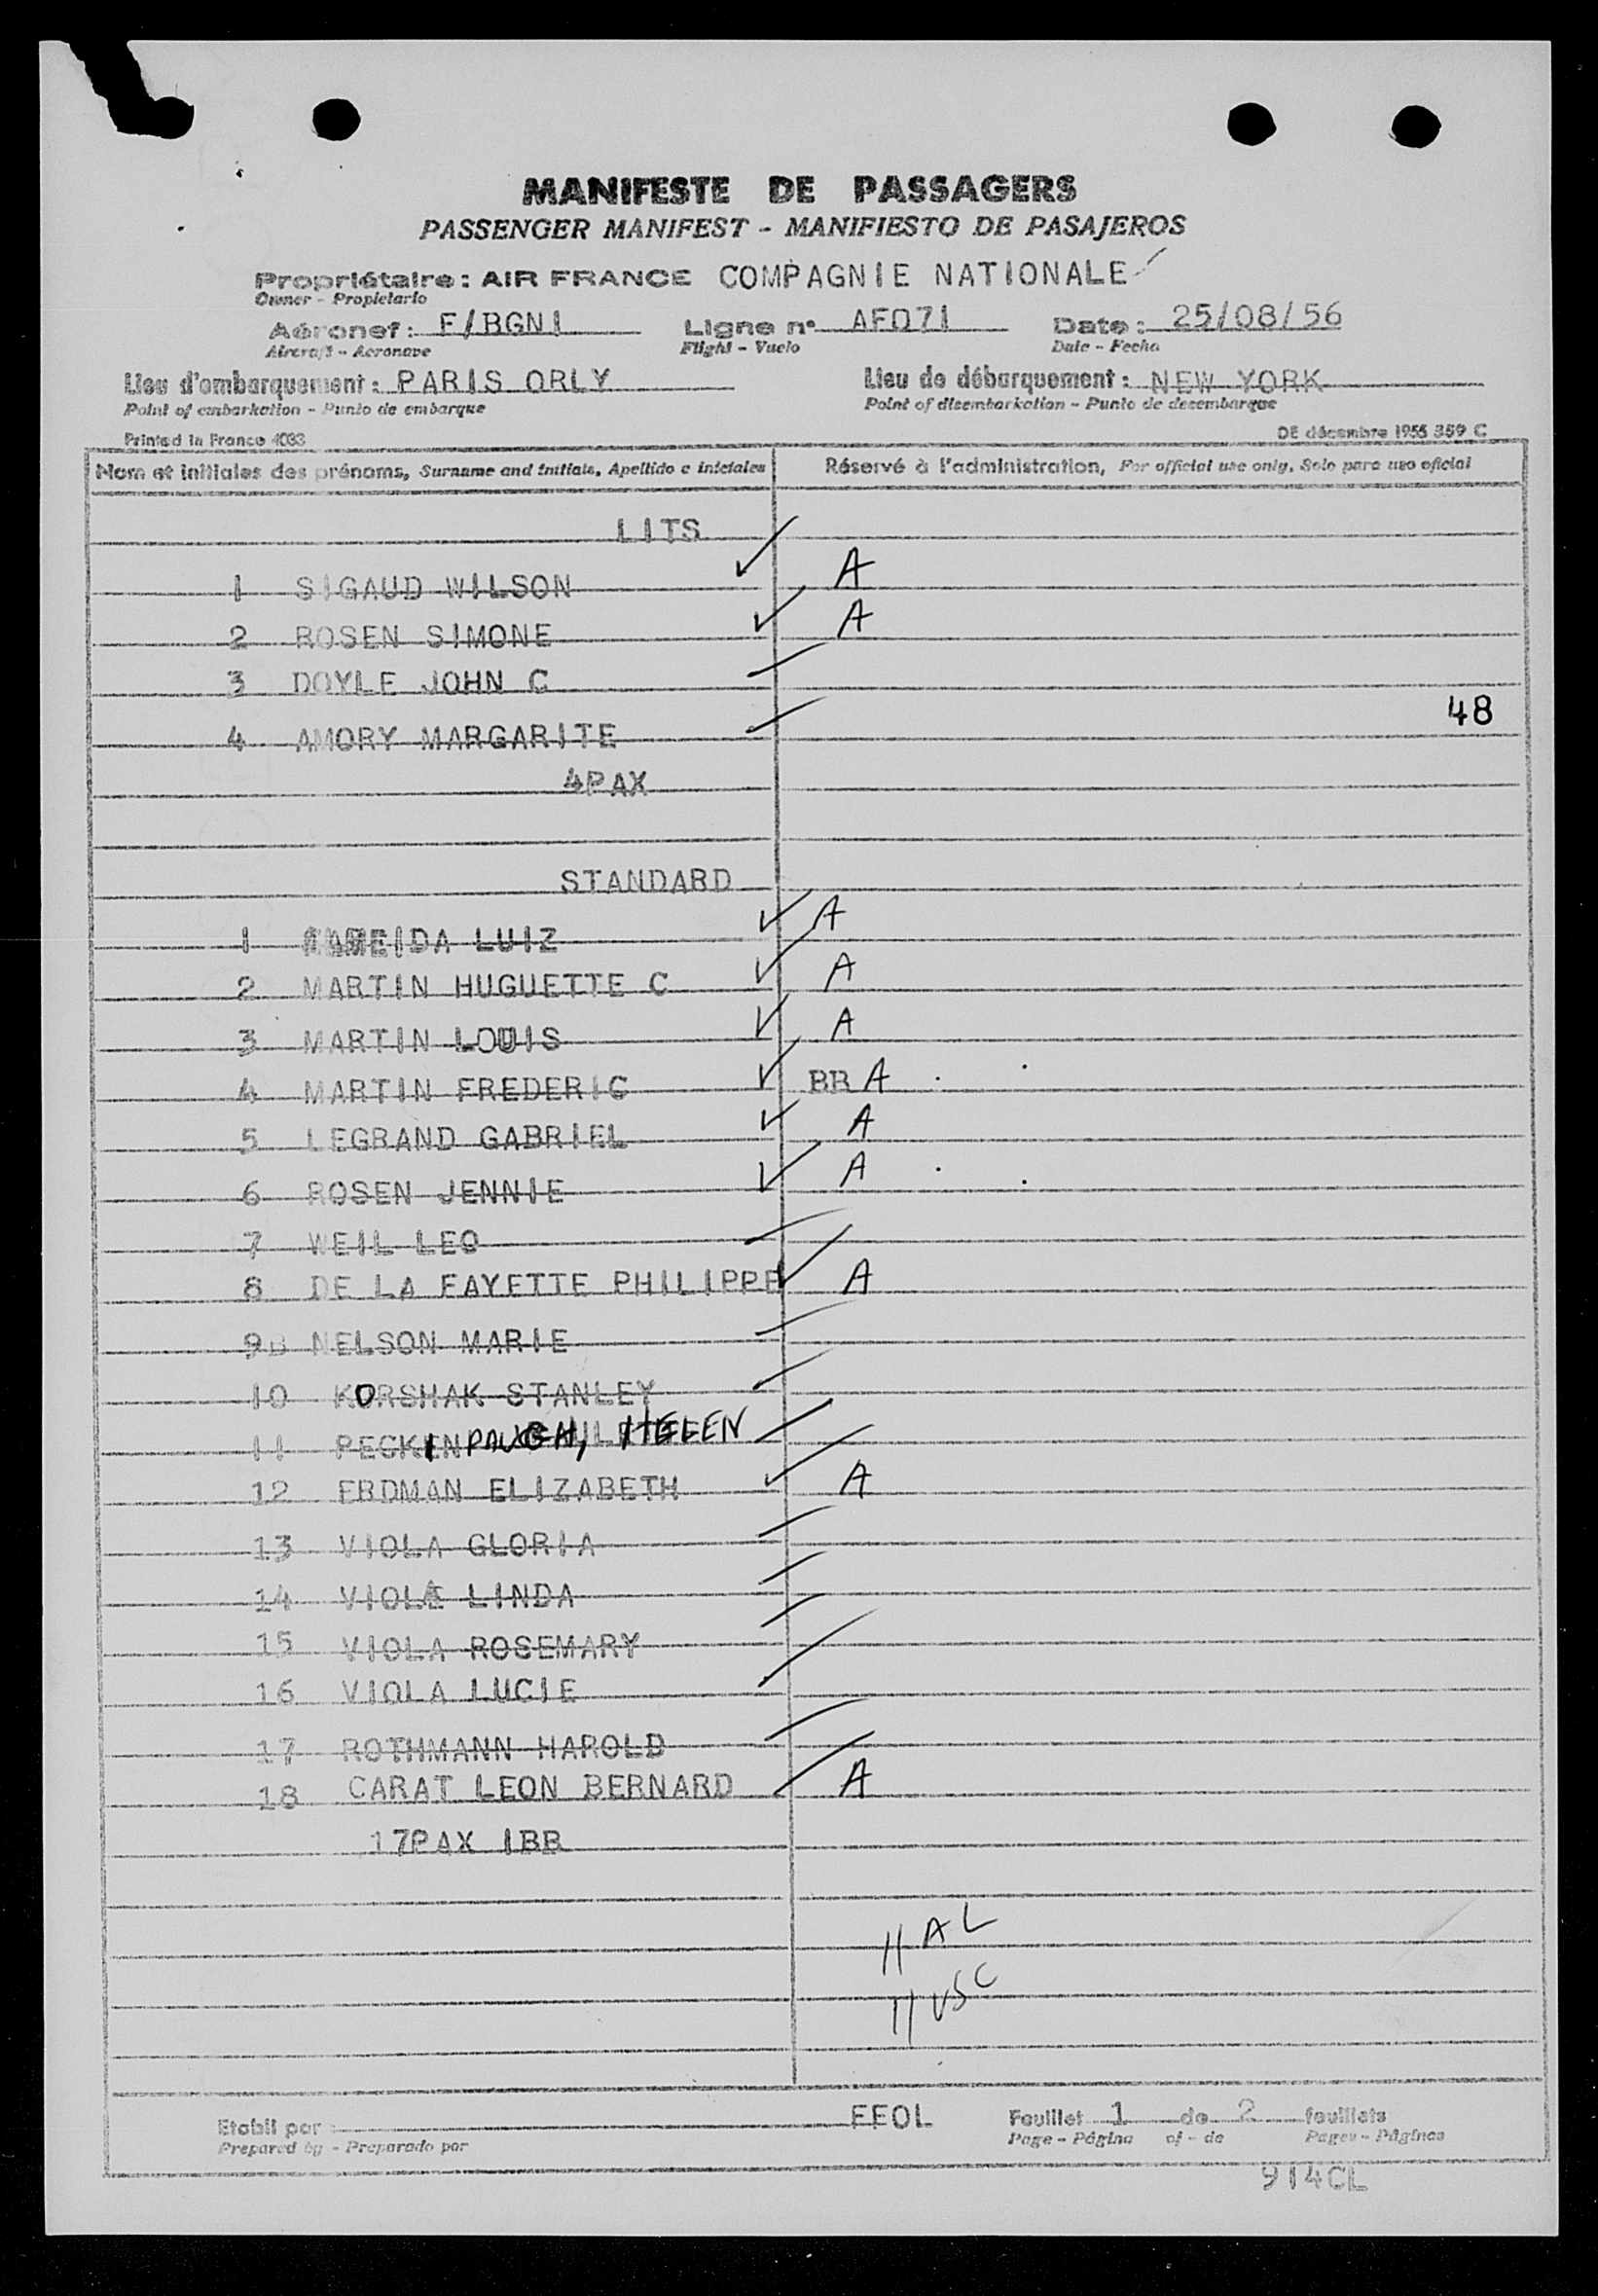 MANIFESTE DE PASSAGERS
PASSENGER MANIFEST - MANIFIESTO DE PASAJEROS
Propriétaire : AIR FRANCE COMPAGNIE NATIONALE
Owner - Propietario
Aéronef : F/BGNI Ligne n° AF071 Date : 25/08/56
Aircraft - Aeronave Flight - Vuelo Date - Fecha
Lieu d'embarquement : PARIS ORLY Lieu de débarquement : NEW YORK
Point of embarkation - Punto de embarque Point of disembarkation - Punto de desembarque
Printed in France 4033 DE décembre 1955 359 C
Nom et initiales des prénoms, Surname and initials, Apellido e iniciales Réservé à l'administration, For official use only, Solo para uso oficial
LITS
1 SIGAUD WILSON A
2 ROSEN SIMONE A
3 DOYLE JOHN C
48
4 AMORY MARGARITE
4PAX
STANDARD
1 ALMEIDA LUIZ A
2 MARTIN HUGUETTE C A
3 MARTIN LOUIS A
4 MARTIN FREDERIC BB A
5 LEGRAND GABRIEL A
6 ROSEN JENNIE A
7 WEIL LEO
8 DE LA FAYETTE PHILIPPE A
9 NELSON MARIE
10 KORSHAK STANLEY
11 PECKINPAUGH, HELEN
12 ERDMAN ELIZABETH A
13 VIOLA GLORIA
14 VIOLA LINDA
15 VIOLA ROSEMARY
16 VIOLA LUCIE
17 ROTHMANN HAROLD
18 CARAT LEON BERNARD A
17PAX 1BB
11 AL
11 USC
Etabli par : EFOL Feuillet 1 de 2 feuillets
Prepared by - Preparado por Page - Página of - de Pages - Páginas
914CL